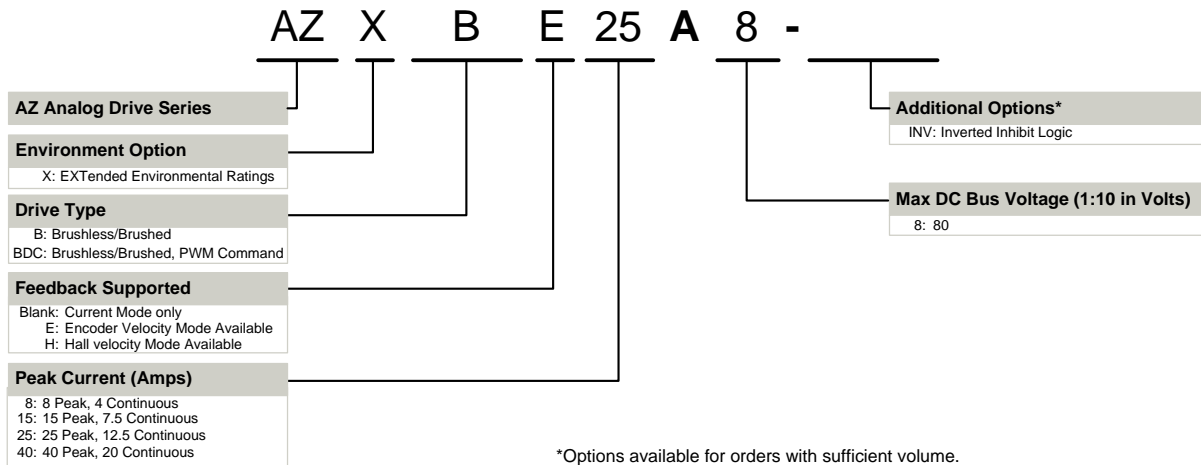 AZ X B E 25 A 8 -
AZ Analog Drive Series
Environment Option
X: EXTended Environmental Ratings
Drive Type
B: Brushless/Brushed
BDC: Brushless/Brushed, PWM Command
Feedback Supported
Blank: Current Mode only
E: Encoder Velocity Mode Available
H: Hall velocity Mode Available
Peak Current (Amps)
8: 8 Peak, 4 Continuous
15: 15 Peak, 7.5 Continuous
25: 25 Peak, 12.5 Continuous
40: 40 Peak, 20 Continuous
Additional Options*
INV: Inverted Inhibit Logic
Max DC Bus Voltage (1:10 in Volts)
8: 80
*Options available for orders with sufficient volume.